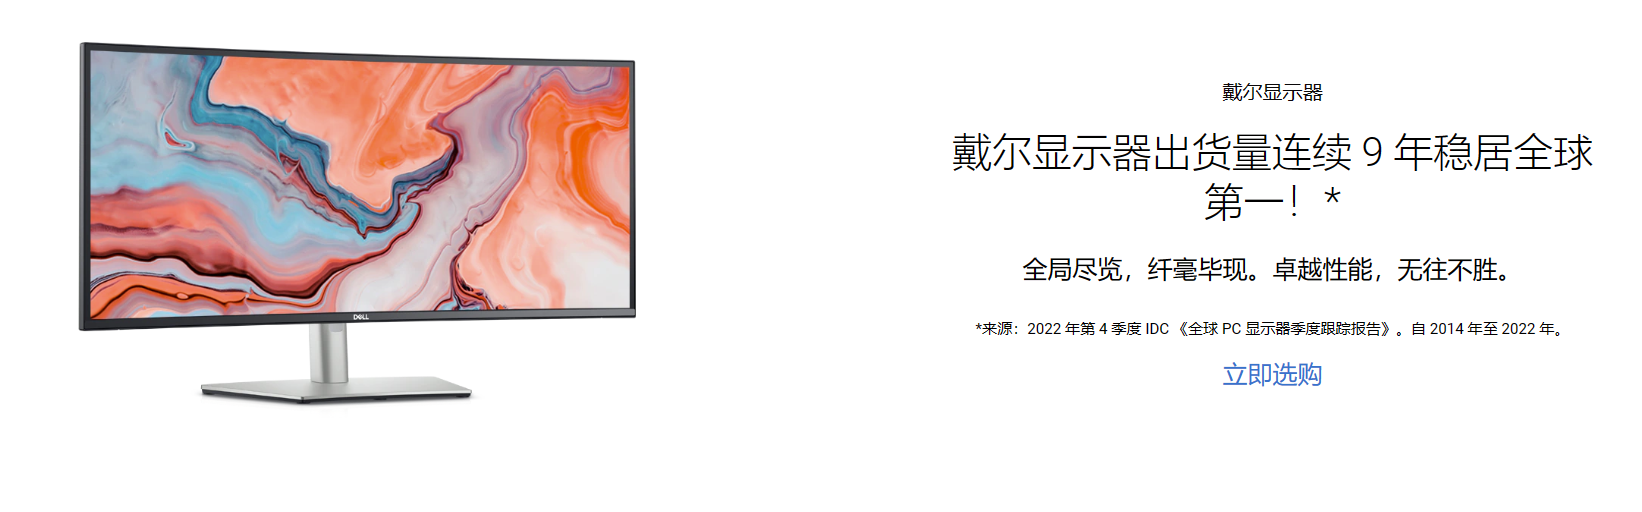 DELL
戴尔显示器
戴尔显示器出货量连续 9 年稳居全球
第一！*
全局尽览，纤毫毕现。卓越性能，无往不胜。
*来源：2022 年第 4 季度 IDC 《全球 PC 显示器季度跟踪报告》。自 2014 年至 2022 年。
立即选购